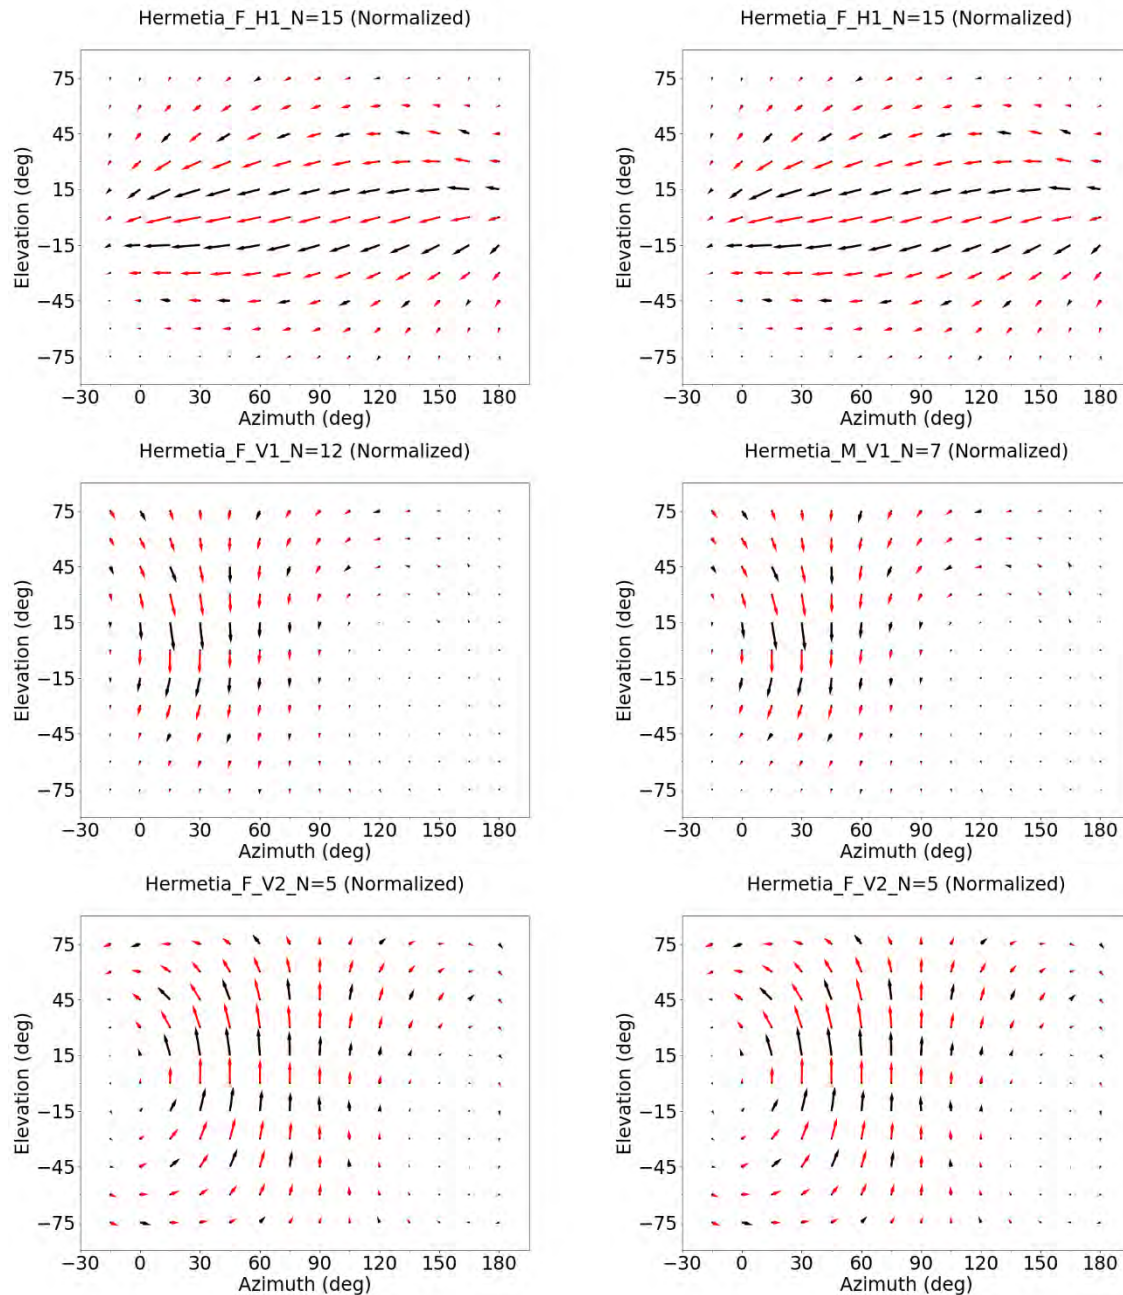 Hermetia_F_H1_N=15 (Normalized)
Hermetia_F_H1_N=15 (Normalized)
75
45
15
−15
−45
−75
Elevation (deg)
−30 0 30 60 90 120 150 180
Azimuth (deg)
75
45
15
−15
−45
−75
Elevation (deg)
−30 0 30 60 90 120 150 180
Azimuth (deg)
Hermetia_F_V1_N=12 (Normalized)
Hermetia_M_V1_N=7 (Normalized)
75
45
15
−15
−45
−75
Elevation (deg)
−30 0 30 60 90 120 150 180
Azimuth (deg)
75
45
15
−15
−45
−75
Elevation (deg)
−30 0 30 60 90 120 150 180
Azimuth (deg)
Hermetia_F_V2_N=5 (Normalized)
Hermetia_F_V2_N=5 (Normalized)
75
45
15
−15
−45
−75
Elevation (deg)
−30 0 30 60 90 120 150 180
Azimuth (deg)
75
45
15
−15
−45
−75
Elevation (deg)
−30 0 30 60 90 120 150 180
Azimuth (deg)